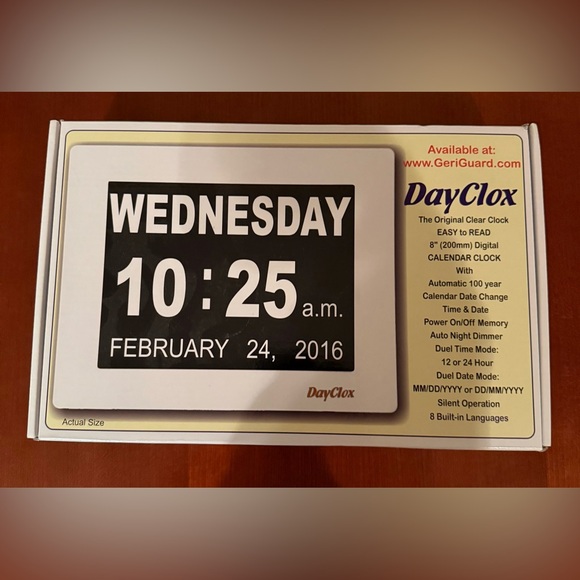 WEDNESDAY
10:25 a.m.
FEBRUARY 24, 2016
DayClox
Actual Size
Available at:
www.GeriGuard.com
DayClox
The Original Clear Clock
EASY to READ
8" (200mm) Digital
CALENDAR CLOCK
With
Automatic 100 year
Calendar Date Change
Time & Date
Power On/Off Memory
Auto Night Dimmer
Duel Time Mode:
12 or 24 Hour
Duel Date Mode:
MM/DD/YYYY or DD/MM/YYYY
Silent Operation
8 Built-in Languages